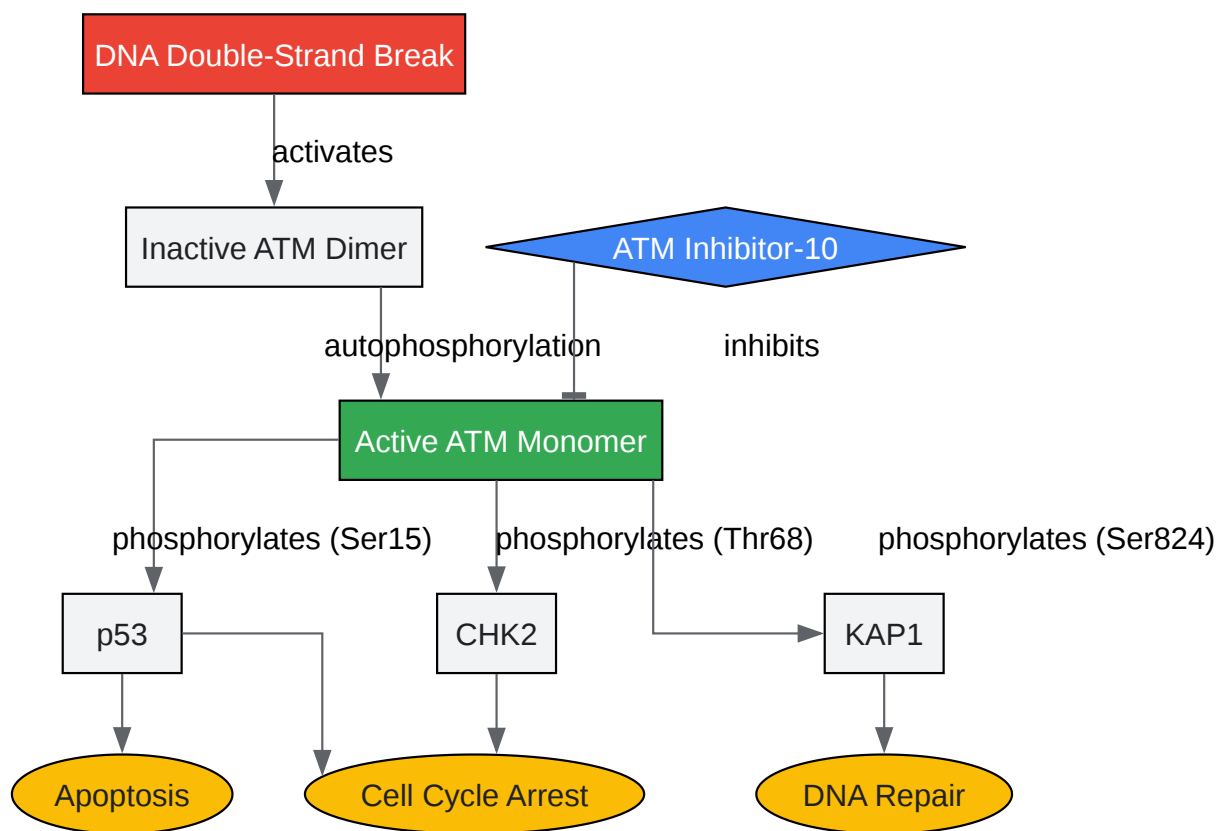 DNA Double-Strand Break
activates
Inactive ATM Dimer
ATM Inhibitor-10
autophosphorylation
inhibits
Active ATM Monomer
phosphorylates (Ser15)
phosphorylates (Thr68)
phosphorylates (Ser824)
p53
CHK2
KAP1
Apoptosis
Cell Cycle Arrest
DNA Repair